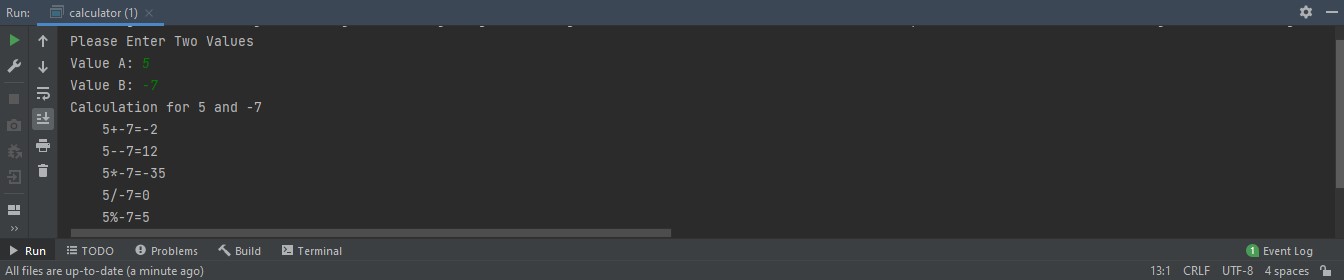 Run: calculator (1)
Please Enter Two Values
Value A: 5
Value B: -7
Calculation for 5 and -7
5+-7=-2
5--7=12
5*-7=-35
5/-7=0
5%-7=5
Run TODO Problems Build Terminal 1 Event Log
All files are up-to-date (a minute ago) 13:1 CRLF UTF-8 4 spaces